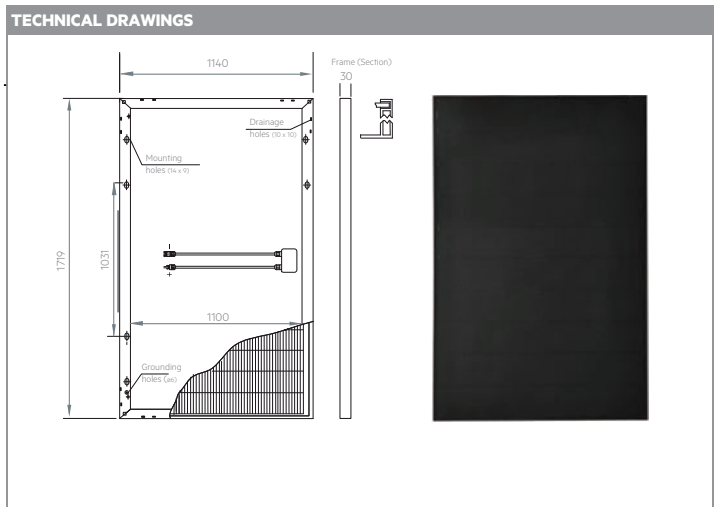 TECHNICAL DRAWINGS
1140
Frame (Section)
30
Drainage
holes (10 x 10)
Mounting
holes (14 x 9)
1719
1031
-
+
1100
Grounding
holes (ø6)